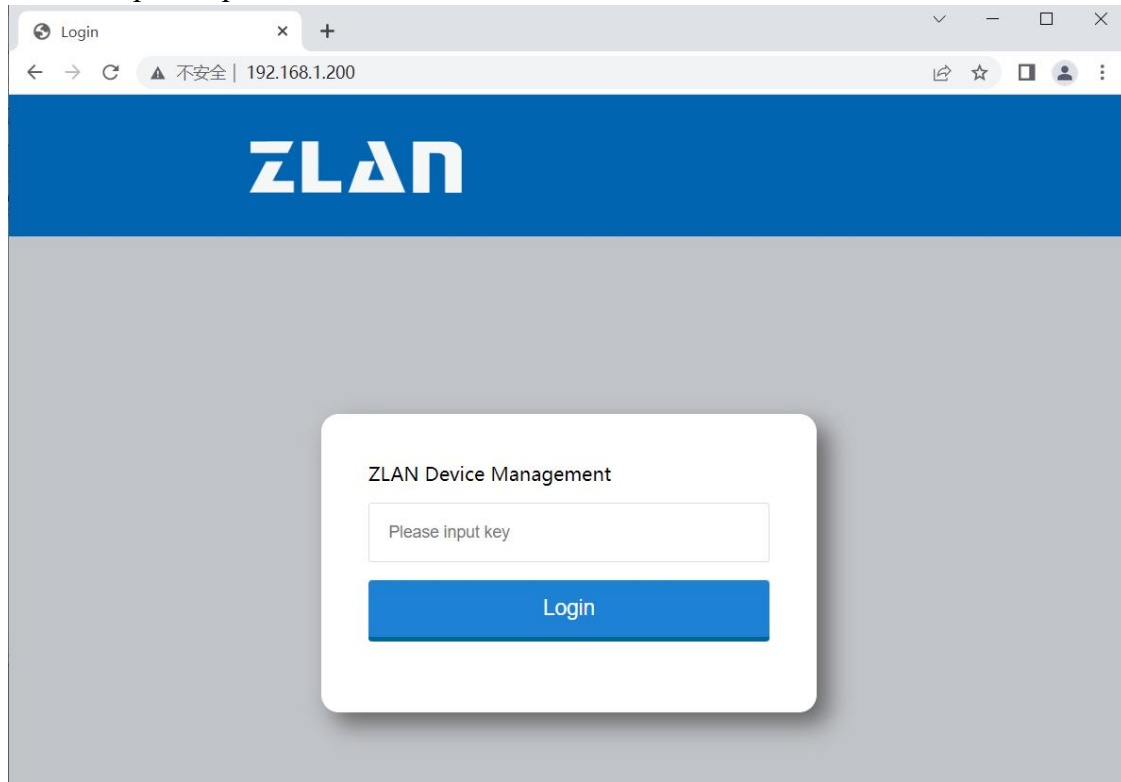 Login
不安全 | 192.168.1.200
ZLAN
ZLAN Device Management
Please input key
Login